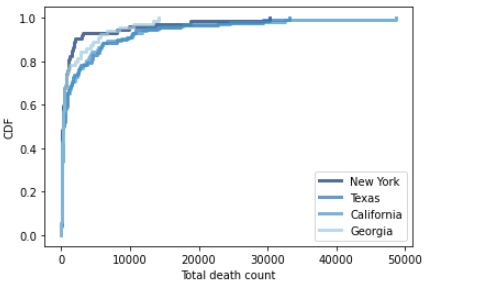 1.0
0.8
0.6
0.4
0.2
0.0
CDF
New York
Texas
California
Georgia
0 10000 20000 30000 40000 50000
Total death count